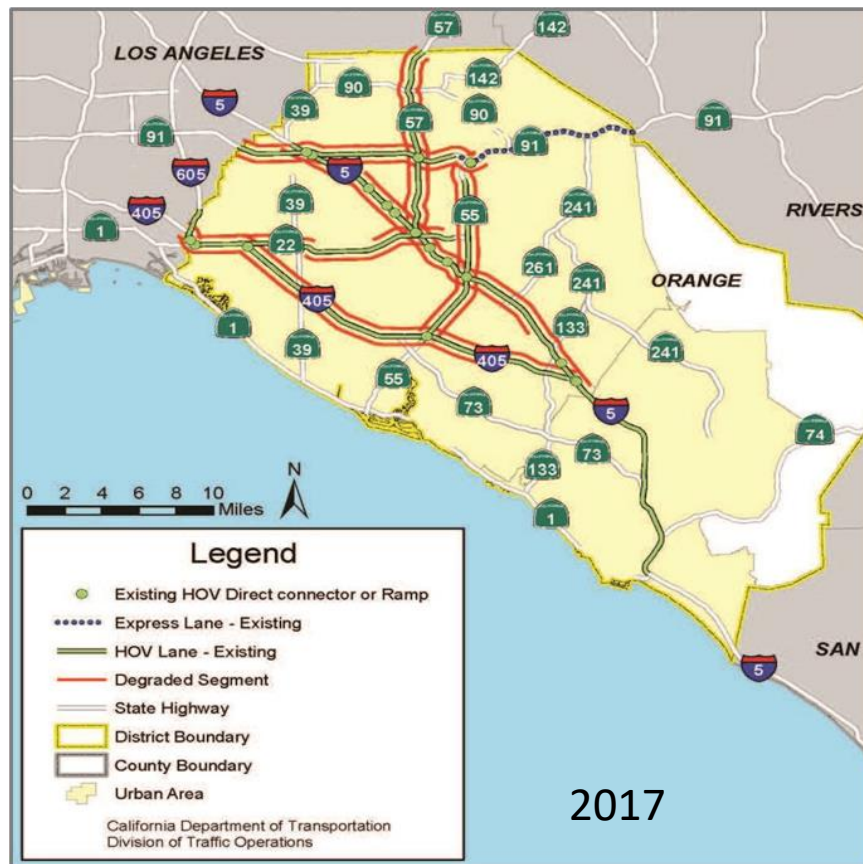 57
142
LOS ANGELES
142
90
39
5
57
90
91
91
91
605
5
405
39
55
241
1
RIVERS
22
261
ORANGE
241
405
133
1
405
241
39
55
73
5
74
73
133
N
0 2 4 6 8 10
Miles
1
Legend
Existing HOV Direct connector or Ramp
Express Lane - Existing
HOV Lane - Existing
Degraded Segment
State Highway
District Boundary
County Boundary
Urban Area
California Department of Transportation
Division of Traffic Operations
SAN
5
2017